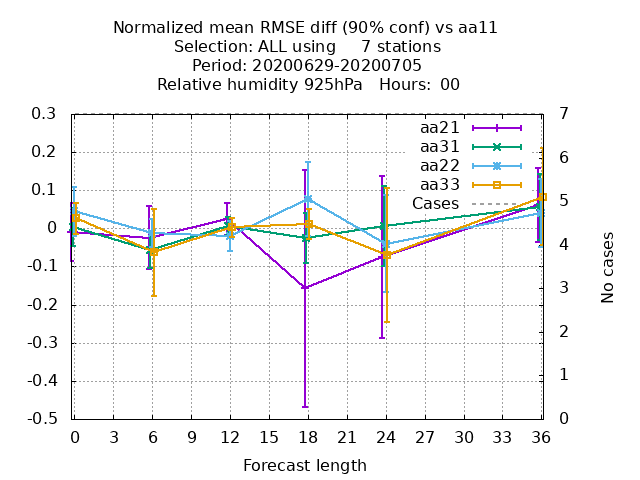 Normalized mean RMSE diff (90% conf) vs aa11
Selection: ALL using     7 stations
Period: 20200629-20200705
Relative humidity 925hPa   Hours:  00
0.3
0.2
0.1
0
-0.1
-0.2
-0.3
-0.4
-0.5
aa21
aa31
aa22
aa33
Cases
7
6
5
4
3
2
1
0
No cases
0 3 6 9 12 15 18 21 24 27 30 33 36
Forecast length